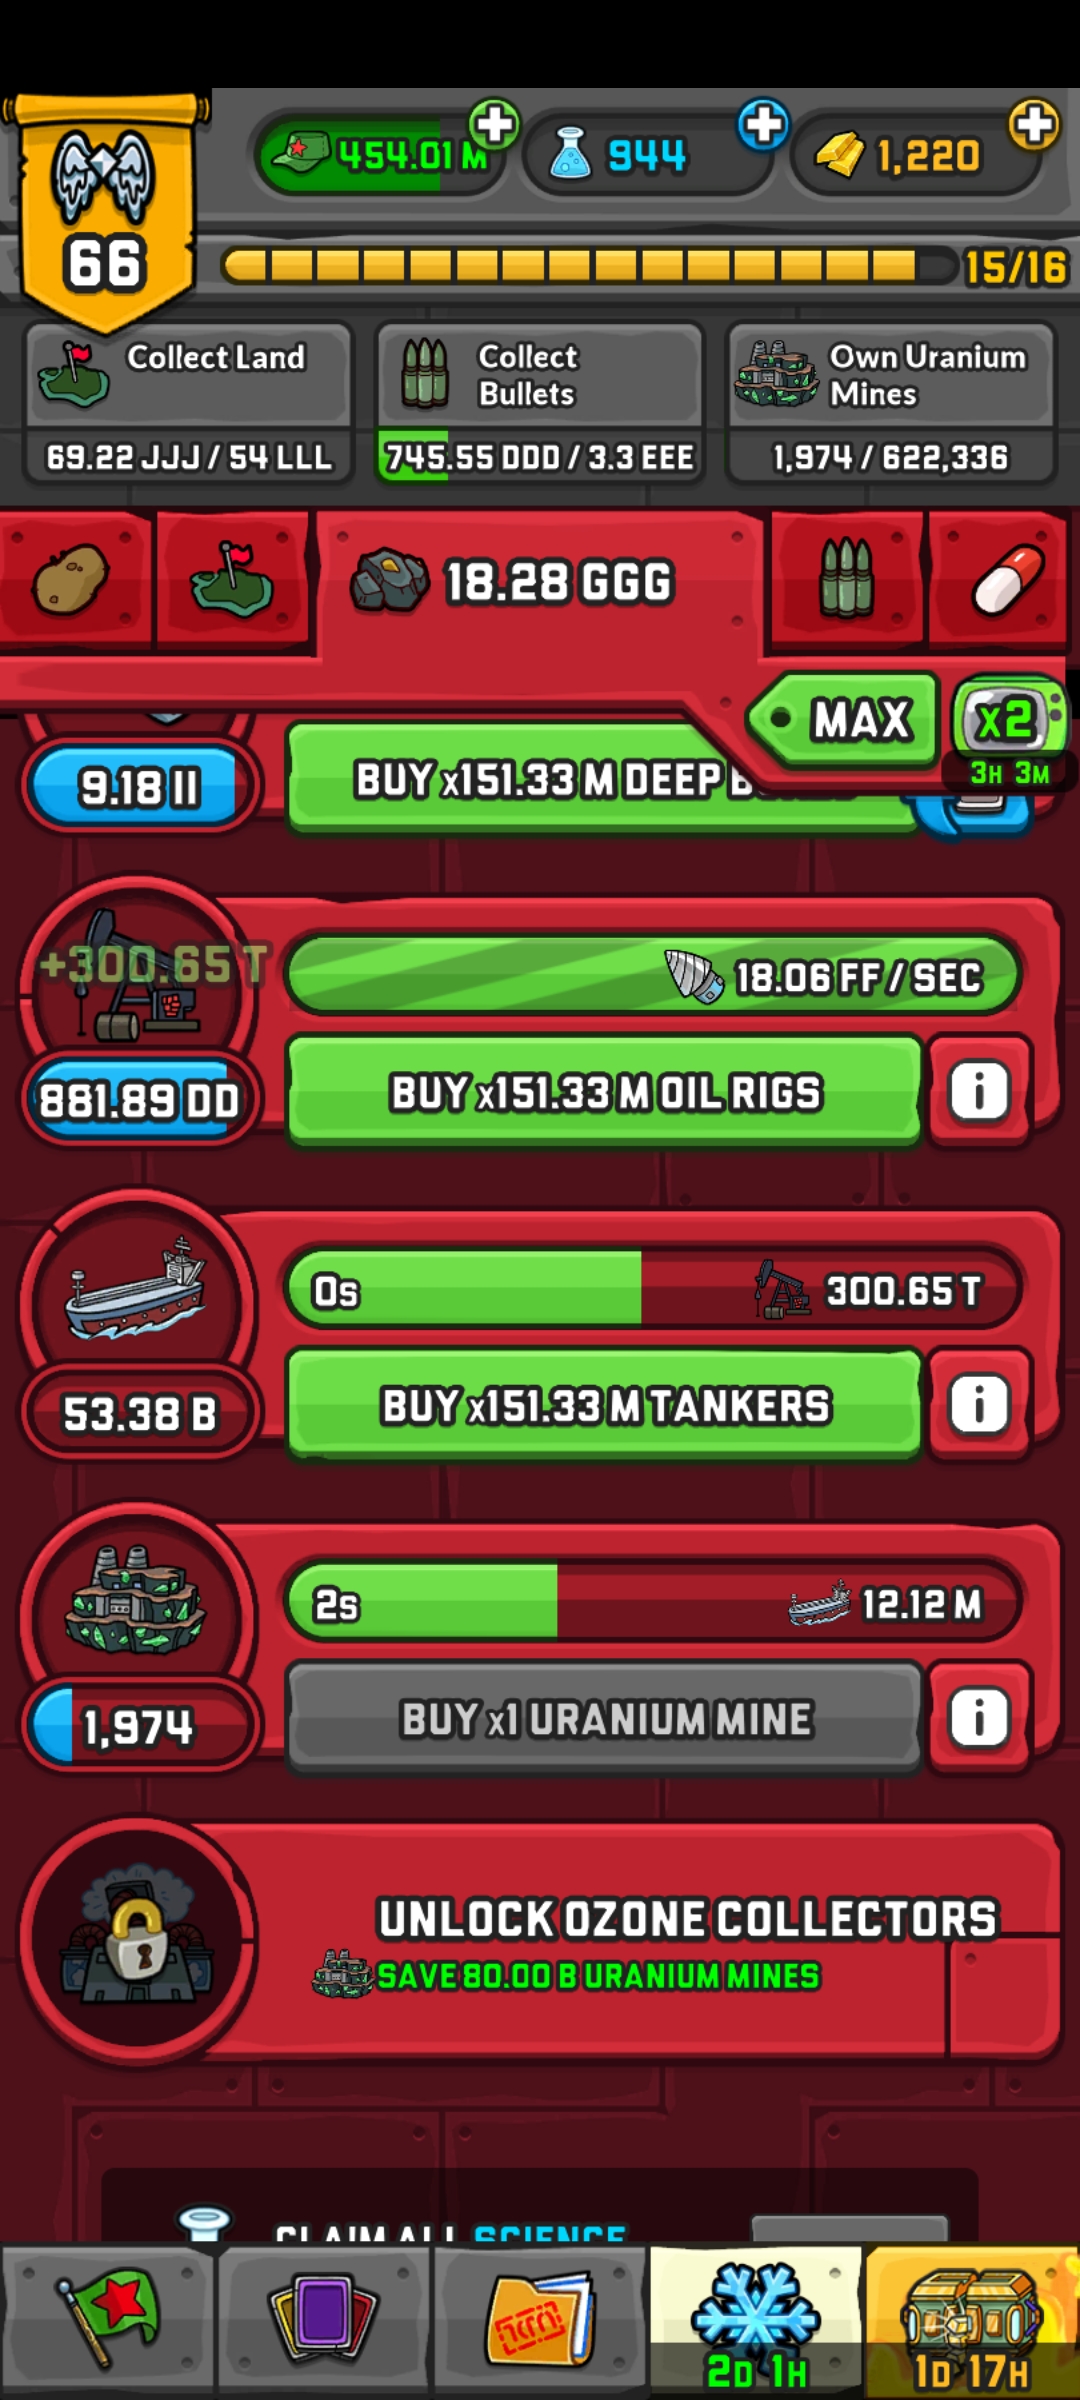 454.01 M
944
1,220
66
15/16
Collect Land
69.22 JJJ / 54 LLL
Collect
Bullets
745.55 DDD / 3.3 EEE
Own Uranium
Mines
1,974 / 622,336
18.28 GGG
MAX
x2
3H 3M
9.18 II
BUY x151.33 M DEEP
+300.65 T
18.06 FF / SEC
881.89 DD
BUY x151.33 M OIL RIGS
i
0s
300.65 T
53.38 B
BUY x151.33 M TANKERS
i
2s
12.12 M
1,974
BUY x1 URANIUM MINE
i
UNLOCK OZONE COLLECTORS
SAVE 80.00 B URANIUM MINES
CLAIM ALL SCIENCE
2D 1H
1D 17H